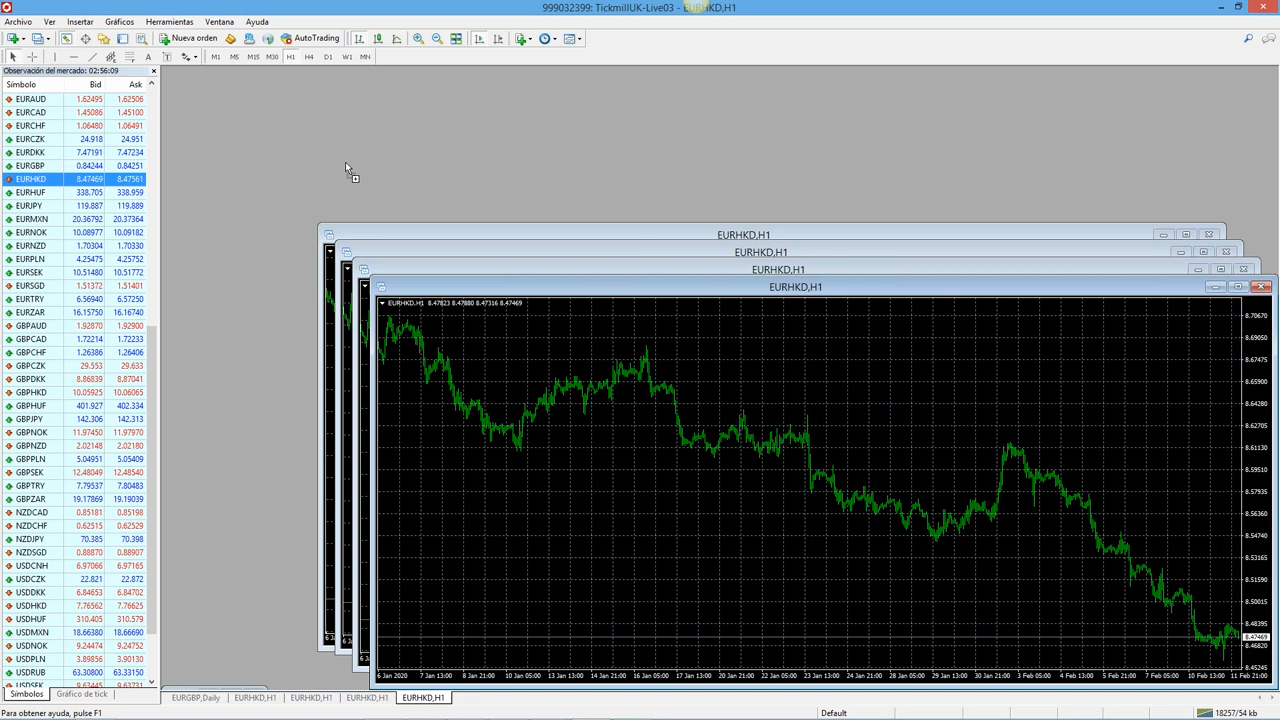 999032399: TickmillUK-Live03 - EURHKD,H1
Archivo Ver Insertar Gráficos Herramientas Ventana Ayuda
Nueva orden AutoTrading
M1 M5 M15 M30 H1 H4 D1 W1 MN
Observación del mercado: 02:56:09
Símbolo Bid Ask
EURAUD 1.62495 1.62506
EURCAD 1.45086 1.45100
EURCHF 1.06480 1.06491
EURCZK 24.918 24.951
EURDKK 7.47191 7.47234
EURGBP 0.84244 0.84251
EURHKD 8.47469 8.47561
EURHUF 338.705 338.959
EURJPY 119.887 119.889
EURMXN 20.36792 20.37364
EURNOK 10.08977 10.09182
EURNZD 1.70304 1.70330
EURPLN 4.25475 4.25752
EURSEK 10.51480 10.51772
EURSGD 1.51372 1.51401
EURTRY 6.56940 6.57250
EURZAR 16.15750 16.16740
GBPAUD 1.92870 1.92900
GBPCAD 1.72214 1.72233
GBPCHF 1.26386 1.26406
GBPCZK 29.553 29.633
GBPDKK 8.86839 8.87041
GBPHKD 10.05925 10.06065
GBPHUF 401.927 402.334
GBPJPY 142.306 142.313
GBPNOK 11.97450 11.97970
GBPNZD 2.02148 2.02180
GBPPLN 5.04951 5.05409
GBPSEK 12.48049 12.48540
GBPTRY 7.79537 7.80483
GBPZAR 19.17869 19.19039
NZDCAD 0.85181 0.85198
NZDCHF 0.62515 0.62529
NZDJPY 70.385 70.398
NZDSGD 0.88870 0.88907
USDCNH 6.97066 6.97165
USDCZK 22.821 22.872
USDDKK 6.84653 6.84702
USDHKD 7.76562 7.76625
USDHUF 310.405 310.579
USDMXN 18.66380 18.66690
USDNOK 9.24474 9.24752
USDPLN 3.89856 3.90130
USDRUB 63.30800 63.33150
Símbolos Gráfico de tick
EURHKD,H1
EURHKD,H1
EURHKD,H1
EURHKD,H1
EURHKD,H1 8.47823 8.47880 8.47316 8.47469
8.70670
8.69050
8.65900
8.64280
8.62705
8.61130
8.59510
8.57935
8.56360
8.54740
8.53165
8.51590
8.50015
8.48395
8.47469
8.46820
8.45245
6 Jan 2020 7 Jan 13:00 8 Jan 21:00 10 Jan 05:00 13 Jan 13:00 14 Jan 21:00 16 Jan 05:00 17 Jan 13:00 20 Jan 21:00 22 Jan 05:00 23 Jan 13:00 24 Jan 21:00 28 Jan 05:00 29 Jan 13:00 30 Jan 21:00 3 Feb 05:00 4 Feb 13:00 5 Feb 21:00 7 Feb 05:00 10 Feb 13:00 11 Feb 21:00
EURGBP,Daily EURHKD,H1 EURHKD,H1 EURHKD,H1 EURHKD,H1
Para obtener ayuda, pulse F1 Default 18257/54 kb